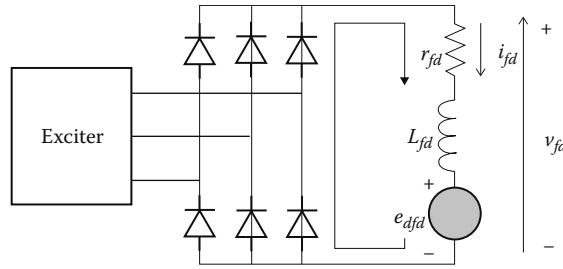 Exciter
r_fd
i_fd
L_fd
v_fd
+
e_dfd
−
+
−